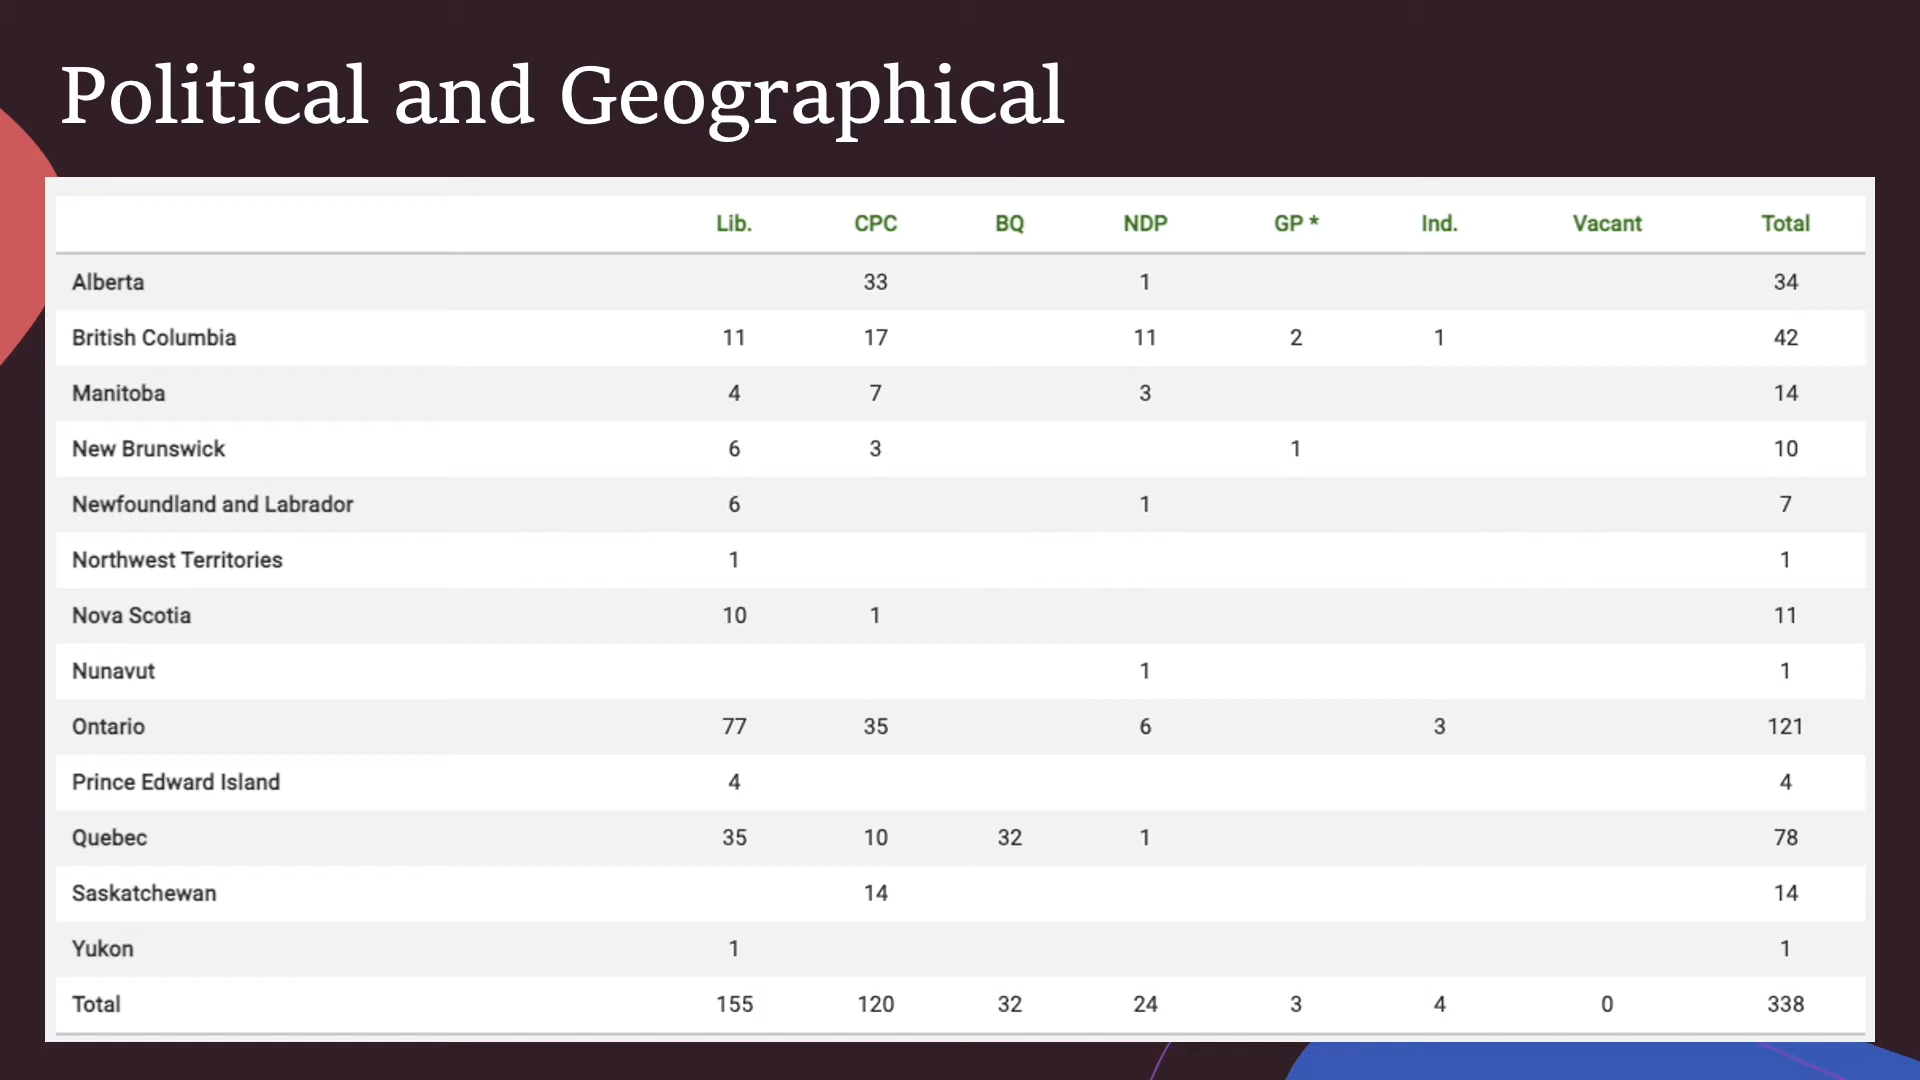 Political and Geographical
Lib. CPC BQ NDP GP * Ind. Vacant Total
Alberta 33 1 34
British Columbia 11 17 11 2 1 42
Manitoba 4 7 3 14
New Brunswick 6 3 1 10
Newfoundland and Labrador 6 1 7
Northwest Territories 1 1
Nova Scotia 10 1 11
Nunavut 1 1
Ontario 77 35 6 3 121
Prince Edward Island 4 4
Quebec 35 10 32 1 78
Saskatchewan 14 14
Yukon 1 1
Total 155 120 32 24 3 4 0 338